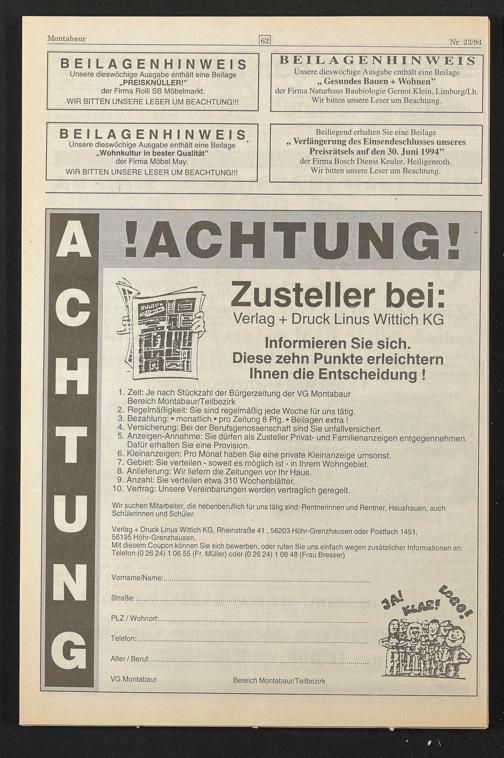 Montabaur
62
Nr. 23/94
BEILAGENHINWEIS
Unsere dieswöchige Ausgabe enthält eine Beilage
„PREISKNÜLLER!"
der Firma Rolli SB Möbelmarkt.
WIR BITTEN UNSERE LESER UM BEACHTUNG!!!
BEILAGENHINWEIS
Unsere dieswöchige Ausgabe enthält eine Beilage
„ Gesundes Bauen + Wohnen"
der Firma Naturhaus Baubiologie Gernot Klein, Limburg/Lh.
Wir bitten unsere Leser um Beachtung.
BEILAGENHINWEIS
Unsere dieswöchige Ausgabe enthält eine Beilage
„Wohnkultur in bester Qualität"
der Firma Möbel May.
WIR BITTEN UNSERE LESER UM BEACHTUNG!!!
Beiliegend erhalten Sie eine Beilage
„ Verlängerung des Einsendeschlusses unseres
Preisrätsels auf den 30. Juni 1994"
der Firma Bosch Dienst Keuler, Heiligenroth.
Wir bitten unsere Leser um Beachtung.
ACHTUNG
!ACHTUNG!
Zusteller bei:
Verlag + Druck Linus Wittich KG
Informieren Sie sich.
Diese zehn Punkte erleichtern
Ihnen die Entscheidung !
1. Zeit: Je nach Stückzahl der Bürgerzeitung der VG Montabaur
Bereich Montabaur/Teilbezirk
2. Regelmäßigkeit: Sie sind regelmäßig jede Woche für uns tätig.
3. Bezahlung: • monatlich • pro Zeitung 8 Pfg. • Beilagen extra !
4. Versicherung: Bei der Berufsgenossenschaft sind Sie unfallversichert.
5. Anzeigen-Annahme: Sie dürfen als Zusteller Privat- und Familienanzeigen entgegennehmen.
Dafür erhalten Sie eine Provision.
6. Kleinanzeigen: Pro Monat haben Sie eine private Kleinanzeige umsonst.
7. Gebiet: Sie verteilen - soweit es möglich ist - in Ihrem Wohngebiet.
8. Anlieferung: Wir liefern die Zeitungen vor Ihr Haus.
9. Anzahl: Sie verteilen etwa 310 Wochenblätter.
10. Vertrag: Unsere Vereinbarungen werden vertraglich geregelt.
Wir suchen Mitarbeiter, die nebenberuflich für uns tätig sind: Rentnerinnen und Rentner, Hausfrauen, auch
Schülerinnen und Schüler.
Verlag + Druck Linus Wittich KG, Rheinstraße 41 , 56203 Höhr-Grenzhausen oder Postfach 1451,
56195 Höhr-Grenzhausen.
Mit diesem Coupon können Sie sich bewerben, oder rufen Sie uns einfach wegen zusätzlicher Informationen an:
Telefon (0 26 24) 1 06 55 (Fr. Müller) oder (0 26 24) 1 06 48 (Frau Bresser)
Vorname/Name:
Straße:
PLZ / Wohnort:
Telefon:
Alter / Beruf:
VG Montabaur
Bereich Montabaur/Teilbezirk
JA!
KLAR!
LOGO!